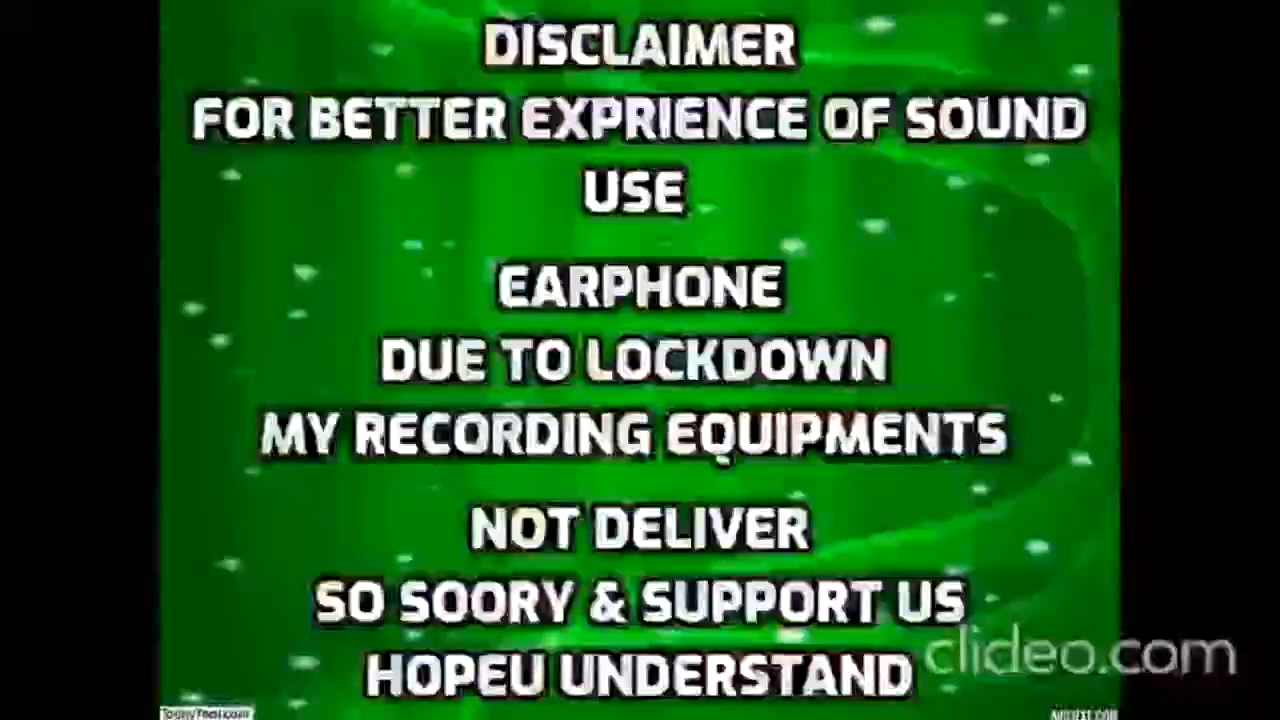 DISCLAIMER
FOR BETTER EXPRIENCE OF SOUND
USE
EARPHONE
DUE TO LOCKDOWN
MY RECORDING EQUIPMENTS
NOT DELIVER
SO SOORY & SUPPORT US
HOPEU UNDERSTAND
clideo.com